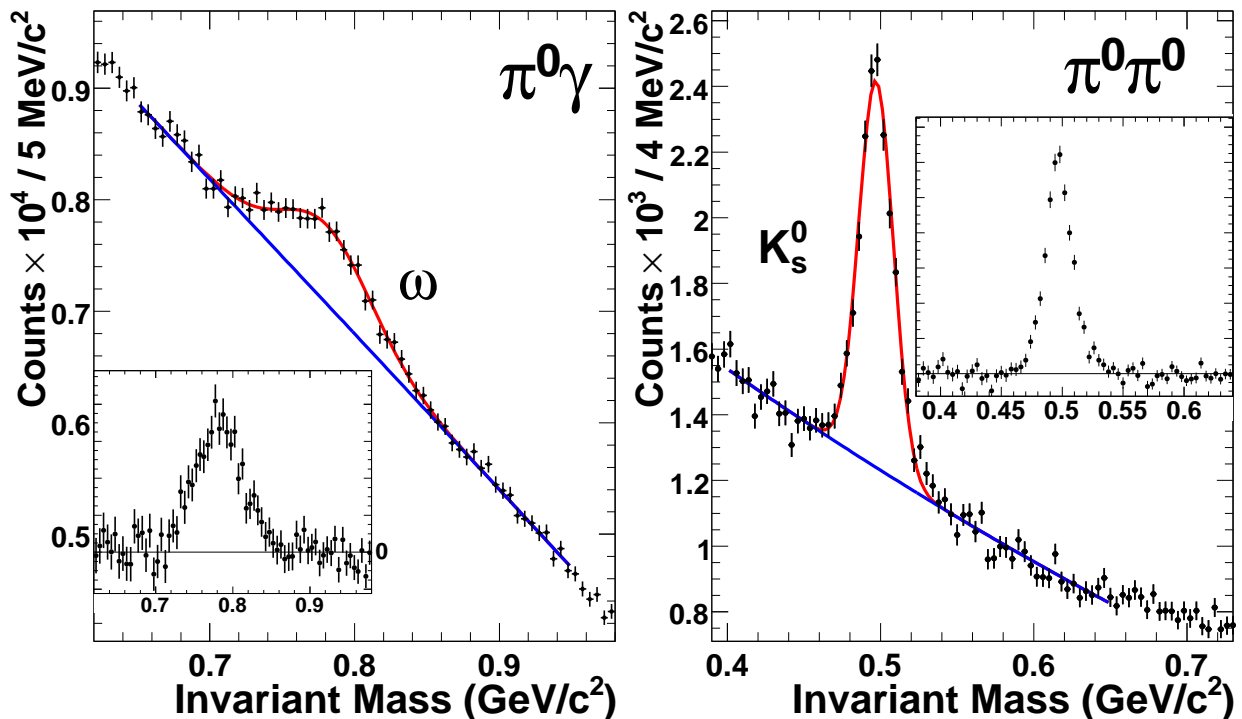 Counts × 10⁴ / 5 MeV/c²
0.9
0.8
0.7
0.6
0.5
π⁰γ
ω
0
0.7 0.8 0.9
0.7 0.8 0.9
Invariant Mass (GeV/c²)
Counts × 10³ / 4 MeV/c²
2.6
2.4
2.2
2
1.8
1.6
1.4
1.2
1
0.8
π⁰π⁰
K⁰ₛ
0.4 0.45 0.5 0.55 0.6
0.4 0.5 0.6 0.7
Invariant Mass (GeV/c²)